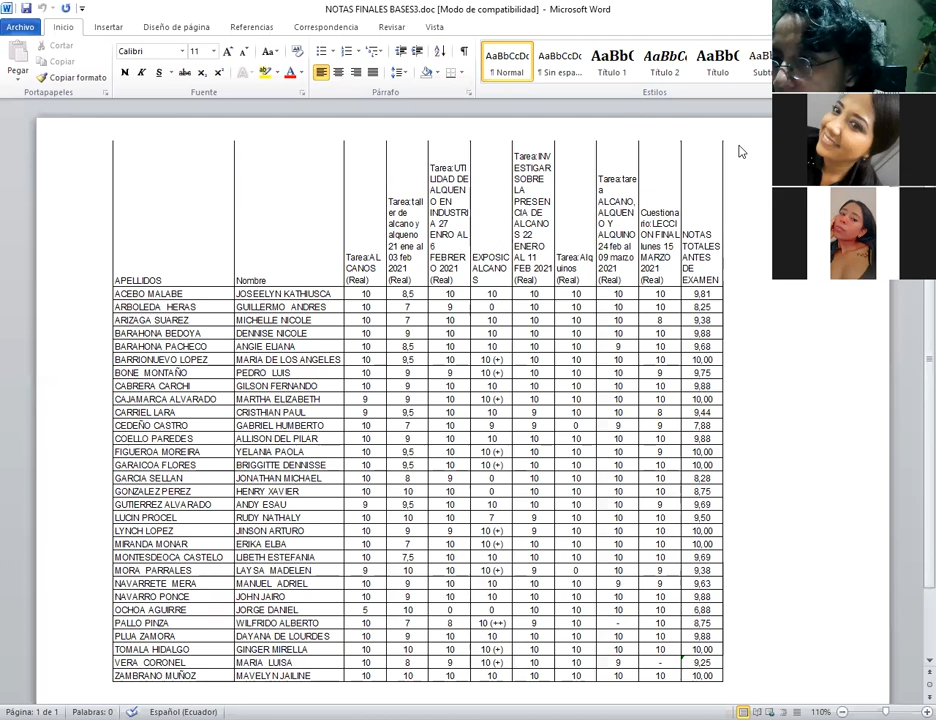 NOTAS FINALES BASES3.doc [Modo de compatibilidad] - Microsoft Word
Archivo Inicio Insertar Diseño de página Referencias Correspondencia Revisar Vista
Pegar
Cortar
Copiar
Copiar formato
Portapapeles
Calibri 11
Fuente
Párrafo
AaBbCcDc AaBbCcDc AaBbC AaBbCc AaBbC
¶ Normal ¶ Sin espa... Título 1 Título 2 Título
Estilos
APELLIDOS
Nombre
Tarea:AL
CANOS
(Real)
Tarea:tall
er de
alcano y
alqueno
21 ene al
03 feb
2021
(Real)
Tarea:UTI
LIDAD DE
ALQUEN
O EN
INDUSTRI
A 27
ENRO AL
6
FEBRER
O 2021
(Real)
EXPOSIC
ALCANO
S
Tarea:INV
ESTIGAR
SOBRE
LA
PRESEN
CIA DE
ALCANO
S 22
ENERO
AL 11
FEB 2021
(Real)
Tarea:Alq
uinos
(Real)
Tarea:tare
a
ALCANO,
ALQUEN
O Y
ALQUINO
24 feb al
09 marzo
2021
(Real)
Cuestiona
rio:LECCI
ON FINAL
lunes 15
MARZO
2021
(Real)
NOTAS
TOTALES
ANTES
DE
EXAMEN
ACEBO MALABE JOSEELYN KATHIUSCA 10 8,5 10 10 10 10 10 10 9,81
ARBOLEDA HERAS GUILLERMO ANDRES 10 7 9 0 10 10 10 10 8,25
ARIZAGA SUAREZ MICHELLE NICOLE 10 7 10 10 10 10 10 8 9,38
BARAHONA BEDOYA DENNISE NICOLE 10 9 10 10 10 10 10 10 9,88
BARAHONA PACHECO ANGIE ELIANA 10 8,5 10 10 10 10 9 10 9,68
BARRIONUEVO LOPEZ MARIA DE LOS ANGELES 10 9,5 10 10 (+) 10 10 10 10 10,00
BONE MONTAÑO PEDRO LUIS 10 9 9 10 (+) 10 10 10 9 9,75
CABRERA CARCHI GILSON FERNANDO 10 9 10 10 10 10 10 10 9,88
CAJAMARCA ALVARADO MARTHA ELIZABETH 9 9 10 10 (+) 10 10 10 10 10,00
CARRIEL LARA CRISTHIAN PAUL 9 9,5 10 10 9 10 10 8 9,44
CEDEÑO CASTRO GABRIEL HUMBERTO 10 7 10 9 9 0 9 9 7,88
COELLO PAREDES ALLISON DEL PILAR 10 9 10 10 10 10 10 10 9,88
FIGUEROA MOREIRA YELANIA PAOLA 10 9,5 10 10 (+) 10 10 10 9 10,00
GARAICOA FLORES BRIGGITTE DENNISSE 10 9,5 10 10 (+) 10 10 10 10 10,00
GARCIA SELLAN JONATHAN MICHAEL 10 8 9 0 10 10 10 9 8,28
GONZALEZ PEREZ HENRY XAVIER 10 10 10 0 10 10 10 10 8,75
GUTIERREZ ALVARADO ANDY ESAU 9 9,5 10 10 10 10 10 9 9,69
LUCIN PROCEL RUDY NATHALY 10 10 10 7 9 10 10 10 9,50
LYNCH LOPEZ JINSON ARTURO 10 9 9 10 (+) 9 10 10 10 10,00
MIRANDA MONAR ERIKA ELBA 10 7 10 10 (+) 10 10 10 10 10,00
MONTESDEOCA CASTELO LIBETH ESTEFANIA 10 7,5 10 10 10 10 10 10 9,69
MORA PARRALES LAYSA MADELEN 9 10 10 10 (+) 9 0 10 9 9,38
NAVARRETE MERA MANUEL ADRIEL 10 9 10 10 10 10 9 9 9,63
NAVARRO PONCE JOHN JAIRO 10 9 10 10 10 10 10 10 9,88
OCHOA AGUIRRE JORGE DANIEL 5 10 0 0 10 10 10 10 6,88
PALLO PINZA WILFRIDO ALBERTO 10 7 8 10 (++) 9 10 - 10 8,75
PLUA ZAMORA DAYANA DE LOURDES 10 9 10 10 10 10 10 10 9,88
TOMALA HIDALGO GINGER MIRELLA 10 10 10 10 (+) 10 10 10 10 10,00
VERA CORONEL MARIA LUISA 10 8 9 10 (+) 10 10 9 - 9,25
ZAMBRANO MUÑOZ MAVELYN JAILINE 10 10 10 10 (+) 10 10 10 10 10,00
Página: 1 de 1 Palabras: 0 Español (Ecuador) 110%